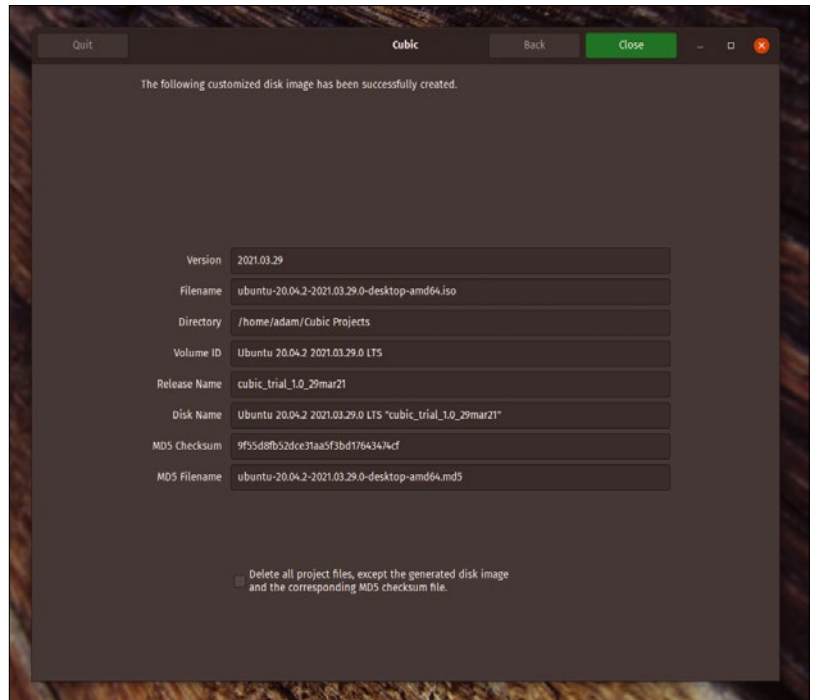 Quit Cubic Back Close
The following customized disk image has been successfully created.
Version 2021.03.29
Filename ubuntu-20.04.2-2021.03.29.0-desktop-amd64.iso
Directory /home/adam/Cubic Projects
Volume ID Ubuntu 20.04.2 2021.03.29.0 LTS
Release Name cubic_trial_1.0_29mar21
Disk Name Ubuntu 20.04.2 2021.03.29.0 LTS "cubic_trial_1.0_29mar21"
MD5 Checksum 9f55d8fb52dce31aa5f3bd17643474cf
MD5 Filename ubuntu-20.04.2-2021.03.29.0-desktop-amd64.md5
Delete all project files, except the generated disk image
and the corresponding MD5 checksum file.